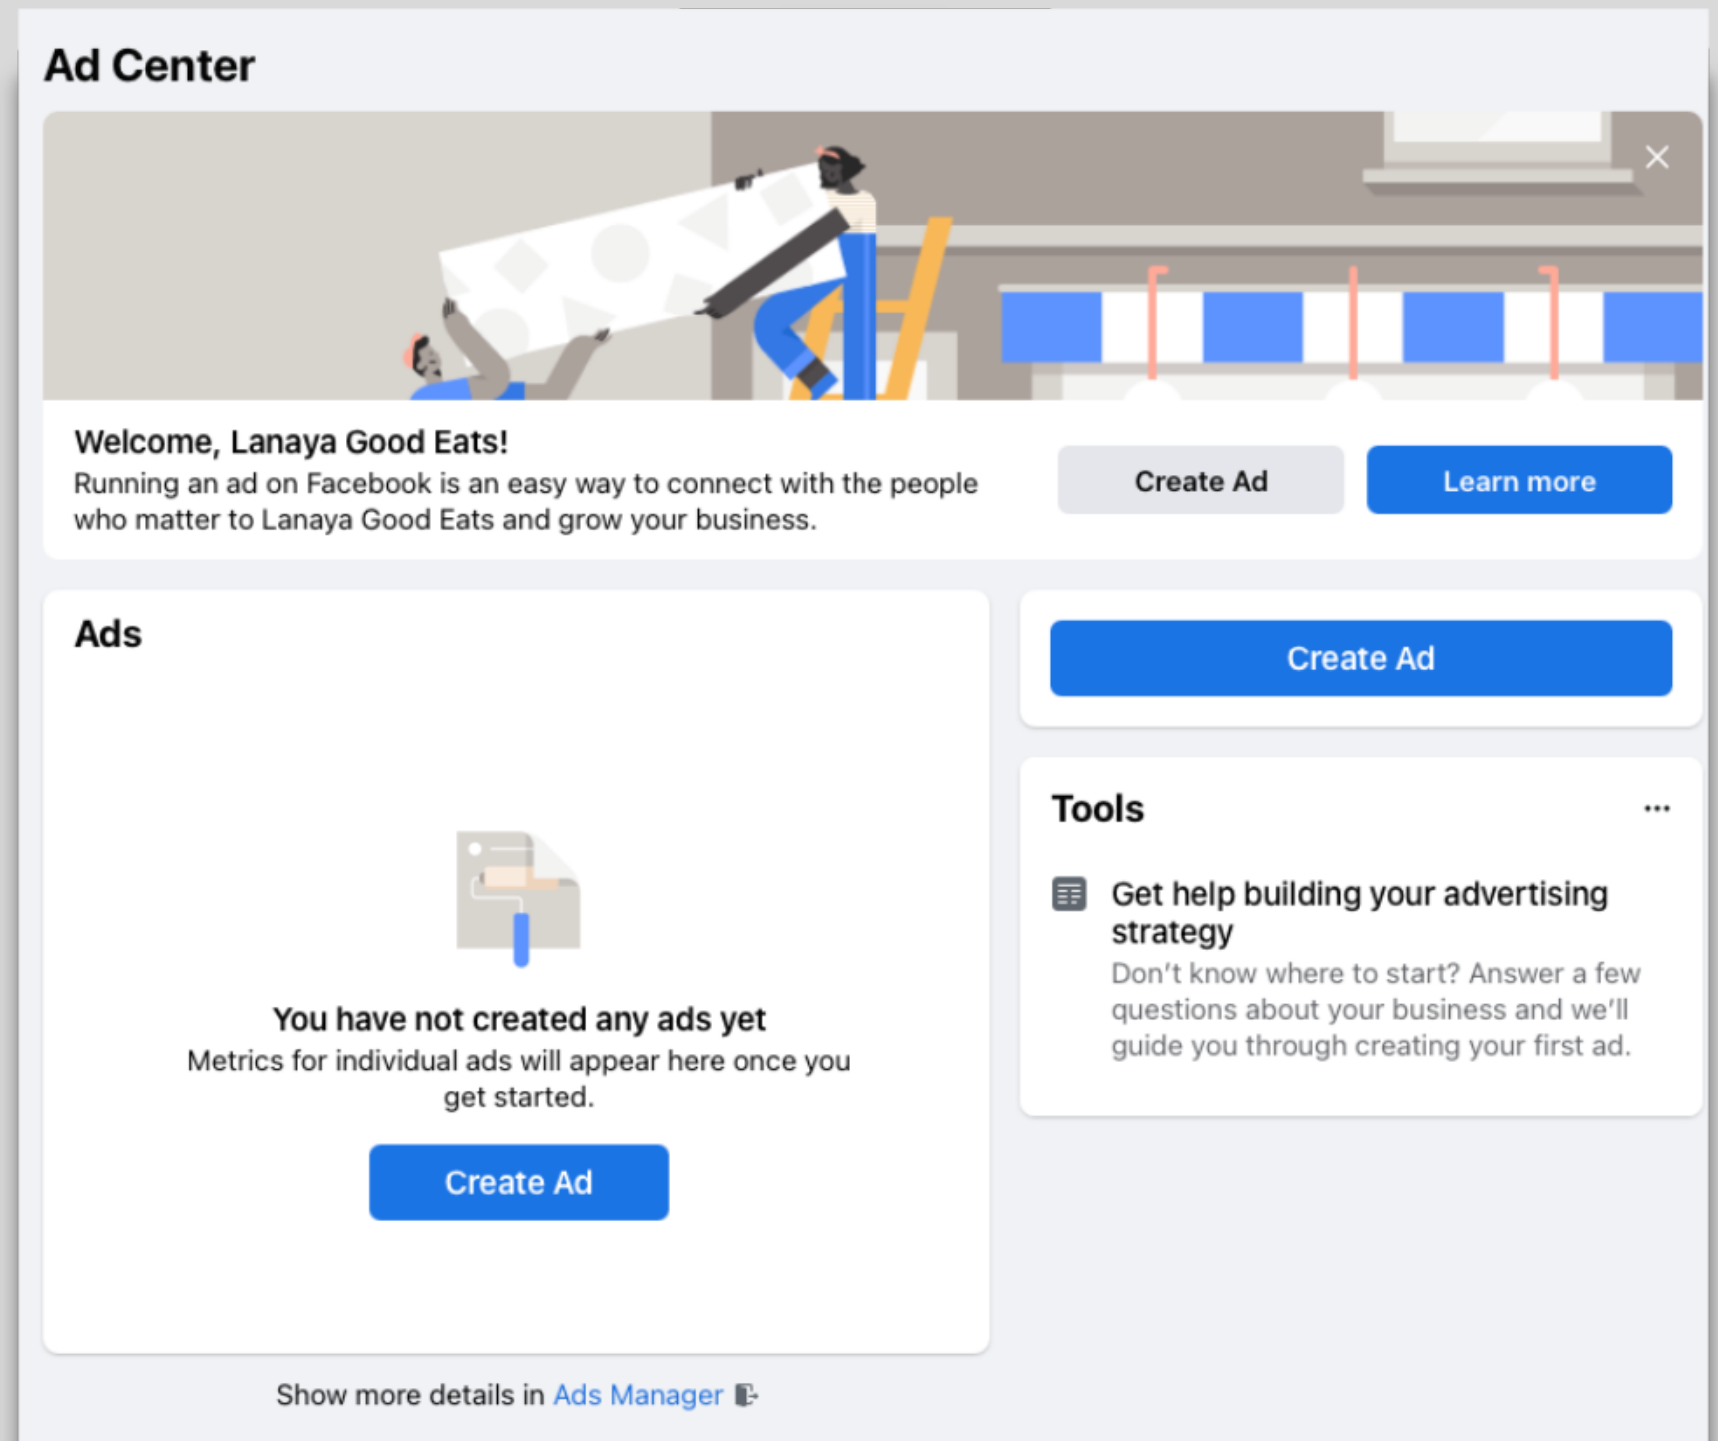 Ad Center
Welcome, Lanaya Good Eats!
Running an ad on Facebook is an easy way to connect with the people
who matter to Lanaya Good Eats and grow your business.
Create Ad
Learn more
Ads
You have not created any ads yet
Metrics for individual ads will appear here once you
get started.
Create Ad
Show more details in Ads Manager
Create Ad
Tools
Get help building your advertising
strategy
Don’t know where to start? Answer a few
questions about your business and we’ll
guide you through creating your first ad.